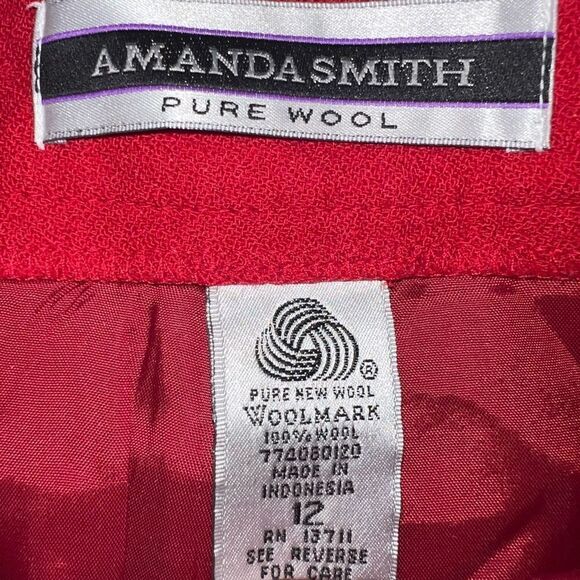 AMANDA SMITH
PURE WOOL
®
PURE NEW WOOL
WOOLMARK
100% WOOL
774080120
MADE IN
INDONESIA
12
RN 13711
SEE REVERSE
FOR CARE